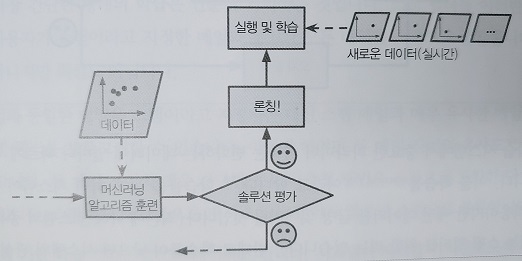 실행 및 학습
...
새로운 데이터(실시간)
데이터
론칭!
머신러닝
알고리즘 훈련
솔루션 평가